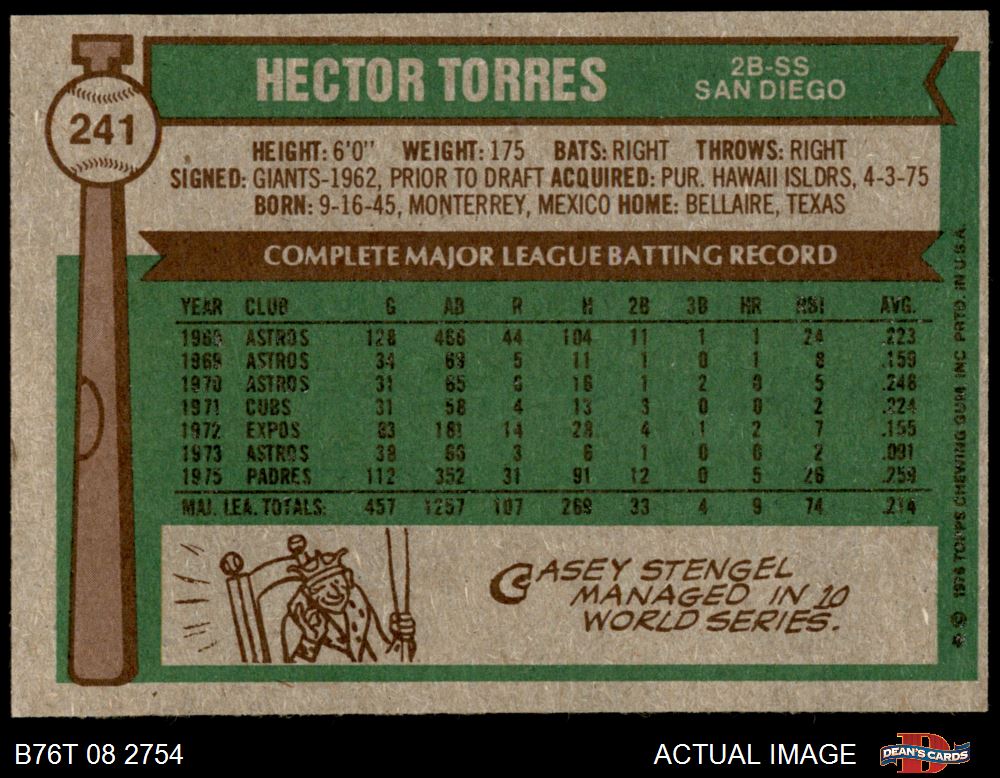 241
HECTOR TORRES
2B-SS
SAN DIEGO
HEIGHT: 6'0" WEIGHT: 175 BATS: RIGHT THROWS: RIGHT
SIGNED: GIANTS-1962, PRIOR TO DRAFT ACQUIRED: PUR. HAWAII ISLDRS, 4-3-75
BORN: 9-16-45, MONTERREY, MEXICO HOME: BELLAIRE, TEXAS
COMPLETE MAJOR LEAGUE BATTING RECORD
YEAR CLUB G AB R H 2B 3B HR RBI AVG.
1968 ASTROS 128 466 44 104 11 1 1 24 .223
1969 ASTROS 34 69 5 11 1 0 1 8 .159
1970 ASTROS 31 65 6 16 1 2 0 5 .246
1971 CUBS 31 58 4 13 3 0 0 2 .224
1972 EXPOS 83 181 14 28 4 1 2 7 .155
1973 ASTROS 38 66 3 6 1 0 0 2 .091
1975 PADRES 112 352 31 91 12 0 5 26 .259
MAJ. LEA. TOTALS: 457 1257 107 269 33 4 9 74 .214
CASEY STENGEL
MANAGED IN 10
WORLD SERIES.
© 1976 TOPPS CHEWING GUM, INC. PRTD. IN U.S.A.
B76T 08 2754
ACTUAL IMAGE
DEAN'S CARDS